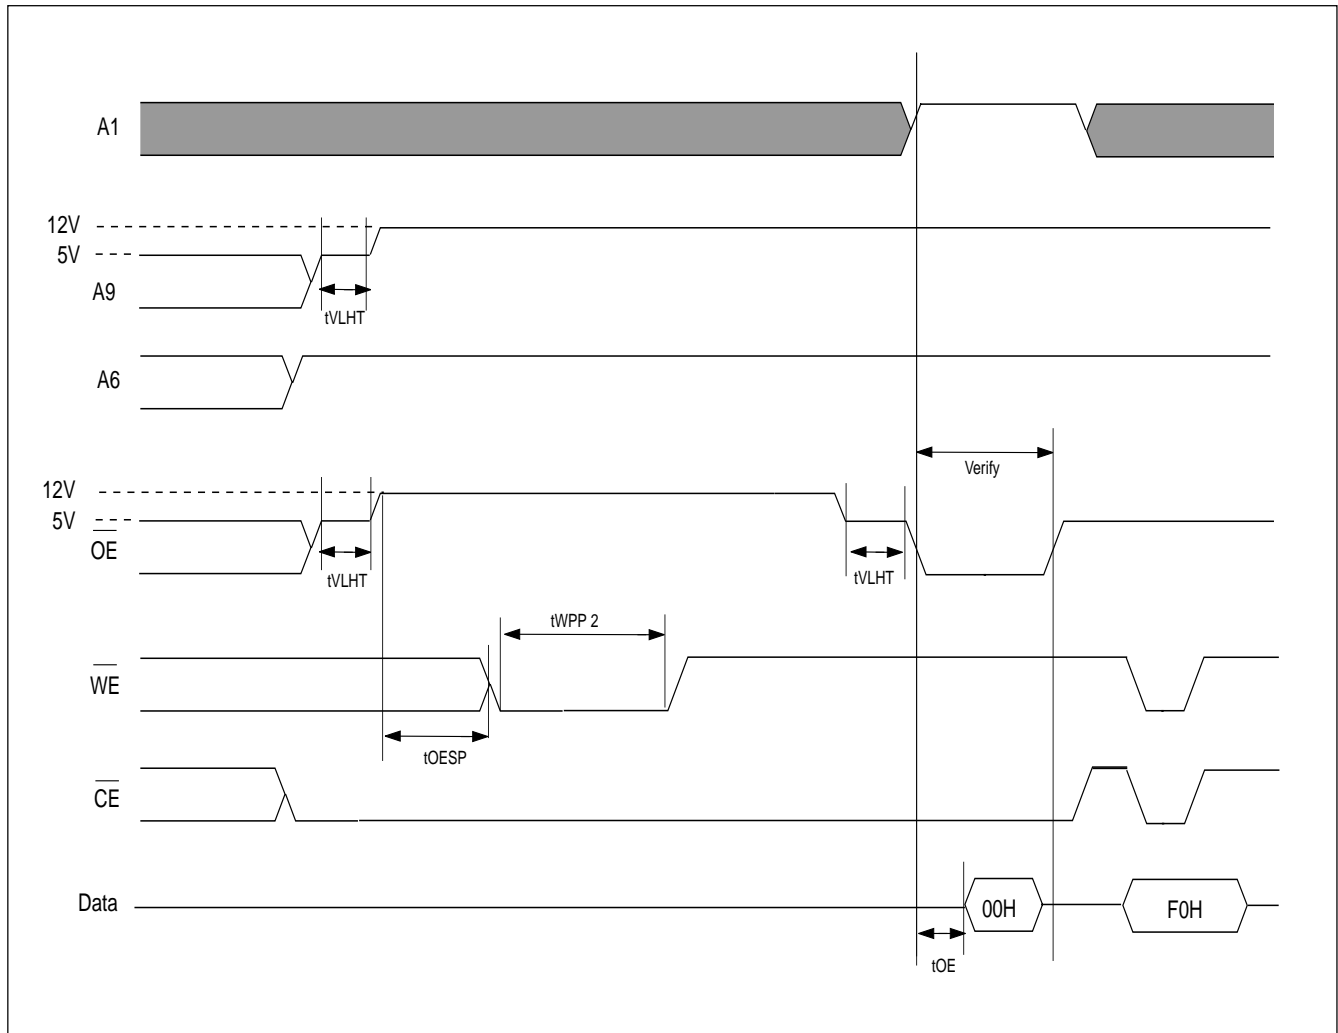 A1
12V
5V
A9
tVLHT
A6
Verify
12V
5V
OE
tVLHT
tVLHT
tWPP 2
WE
tOESP
CE
Data
00H
F0H
tOE